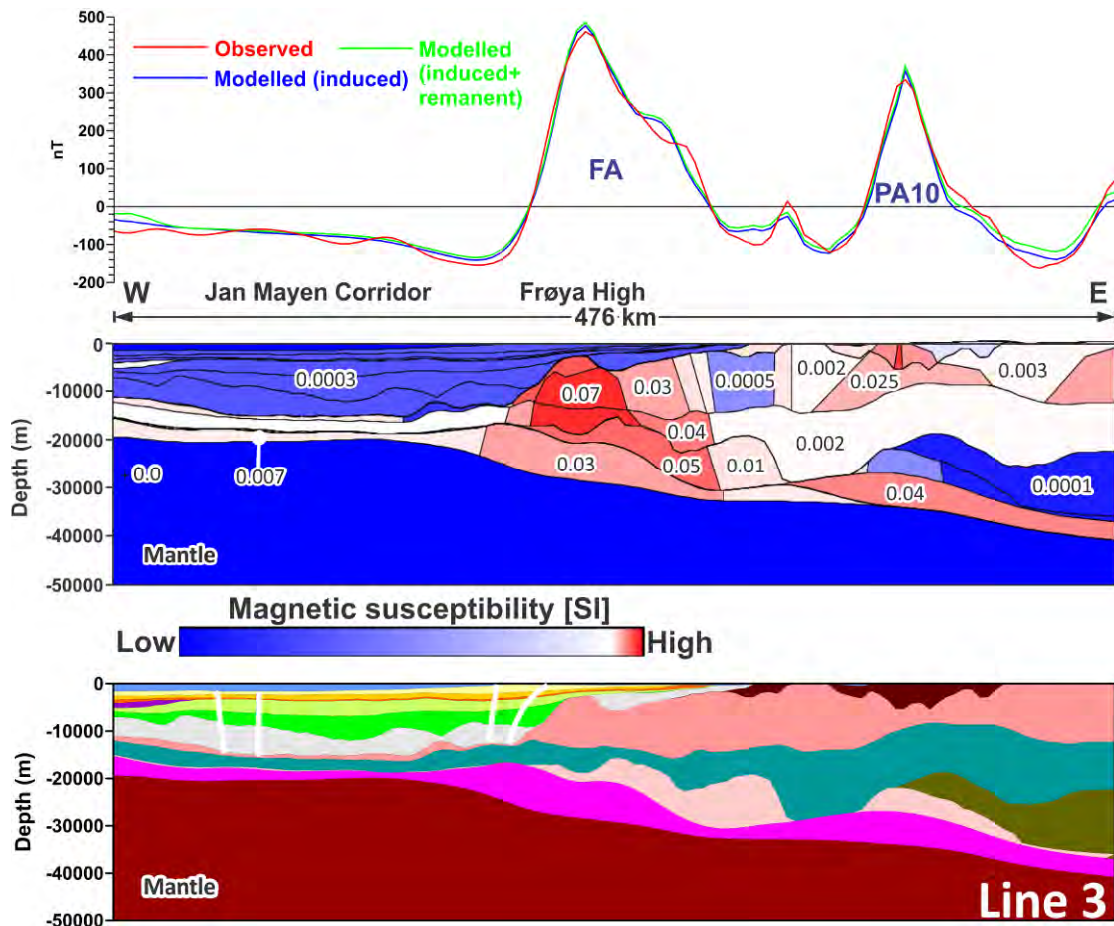 500
400
300
200
100
0
-100
-200
nT
Observed
Modelled (induced)
Modelled
(induced+
remanent)
FA
PA10
W
Jan Mayen Corridor
Frøya High
E
476 km
0
-10000
-20000
-30000
-40000
-50000
Depth (m)
0.0003
0.07
0.03
0.0005
0.002
0.025
0.003
0.04
0.002
0.0
0.007
0.03
0.05
0.01
0.04
0.0001
Mantle
Magnetic susceptibility [SI]
Low
High
0
-10000
-20000
-30000
-40000
-50000
Depth (m)
Mantle
Line 3